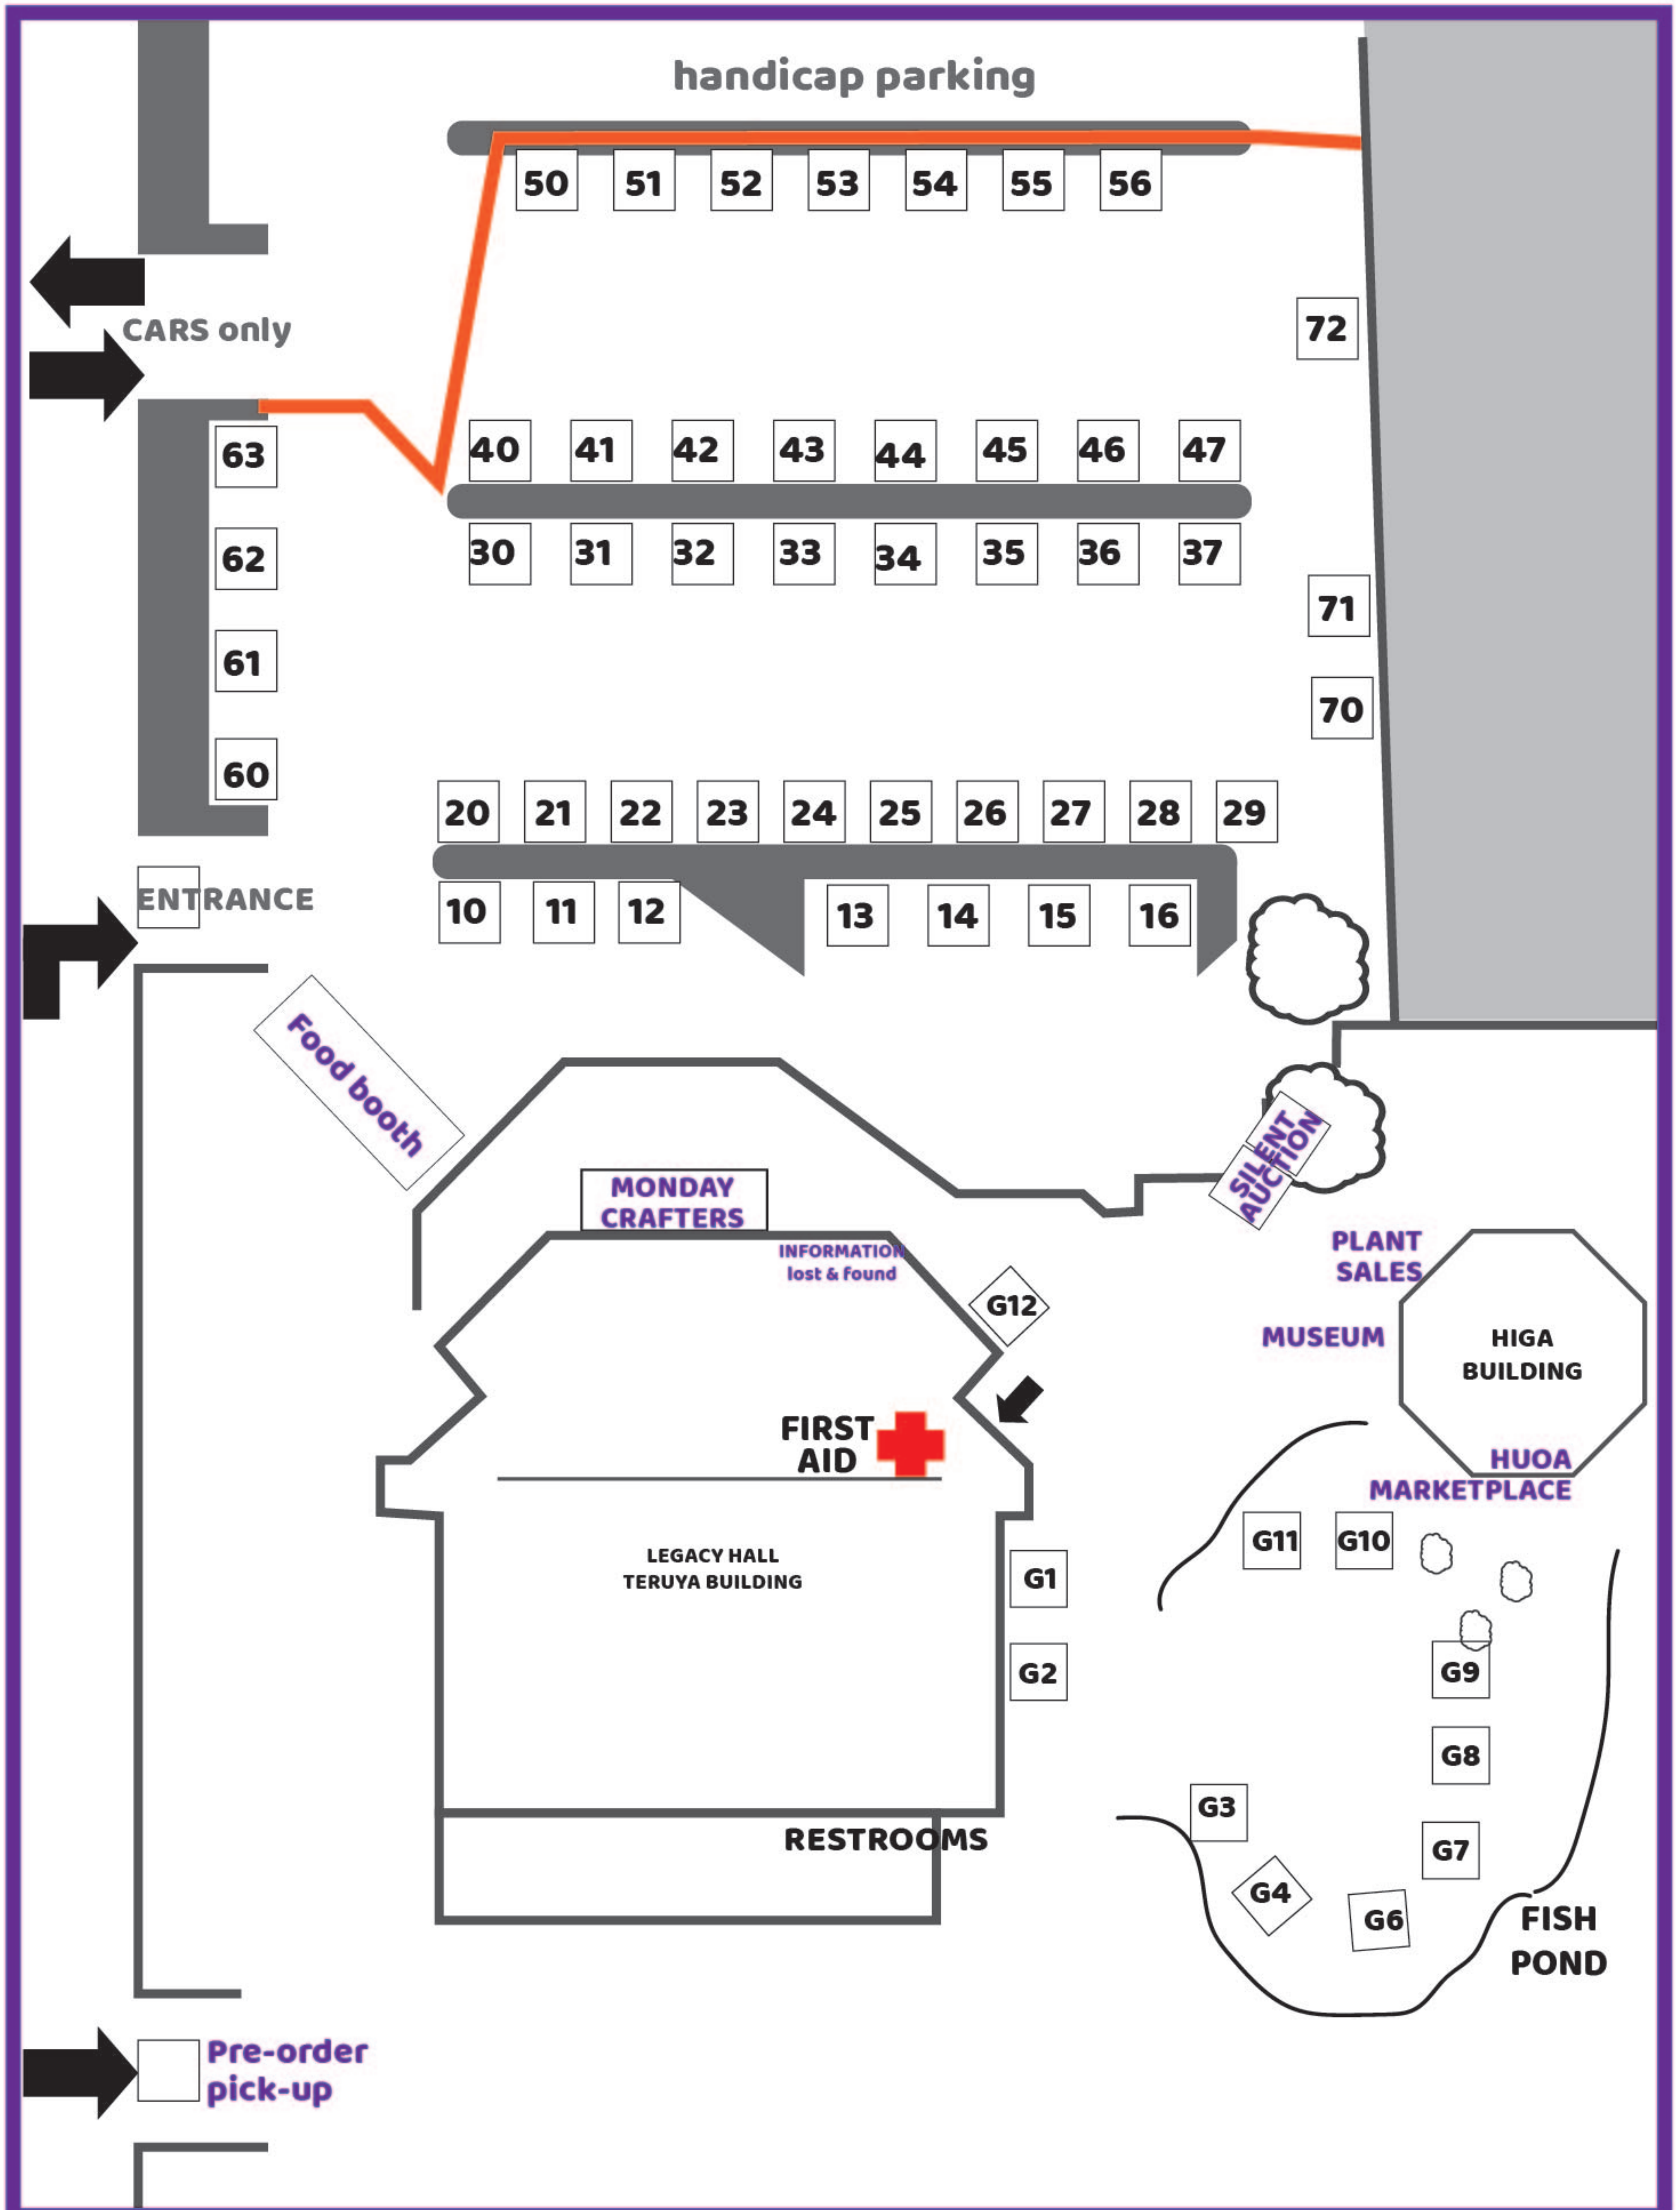 handicap parking
50 51 52 53 54 55 56
72
CARS only
63 40 41 42 43 44 45 46 47
62 30 31 32 33 34 35 36 37
71
61
70
60 20 21 22 23 24 25 26 27 28 29
ENTRANCE 10 11 12 13 14 15 16
Food booth
SILENT
AUCTION
MONDAY
CRAFTERS
INFORMATION
lost & found
PLANT
SALES
G12
MUSEUM
HIGA
BUILDING
FIRST
AID
HUOA
MARKETPLACE
G11 G10
LEGACY HALL
TERUYA BUILDING
G1
G2 G9
G8
G3
G7
G4
G6
RESTROOMS
FISH
POND
Pre-order
pick-up